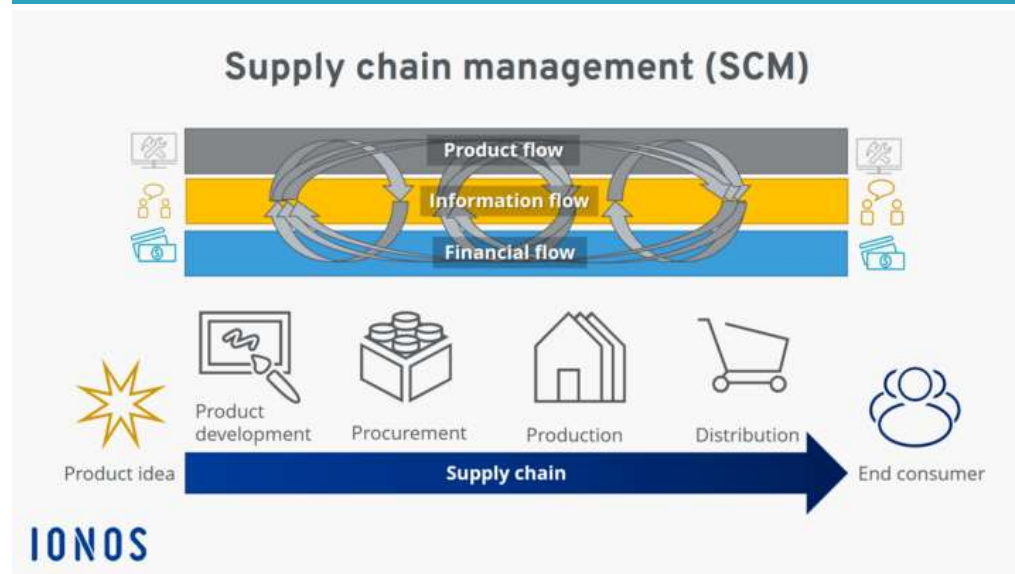 Supply chain management (SCM)
Product flow
Information flow
Financial flow
Product
development
Procurement
Production
Distribution
Product idea
Supply chain
End consumer
IONOS